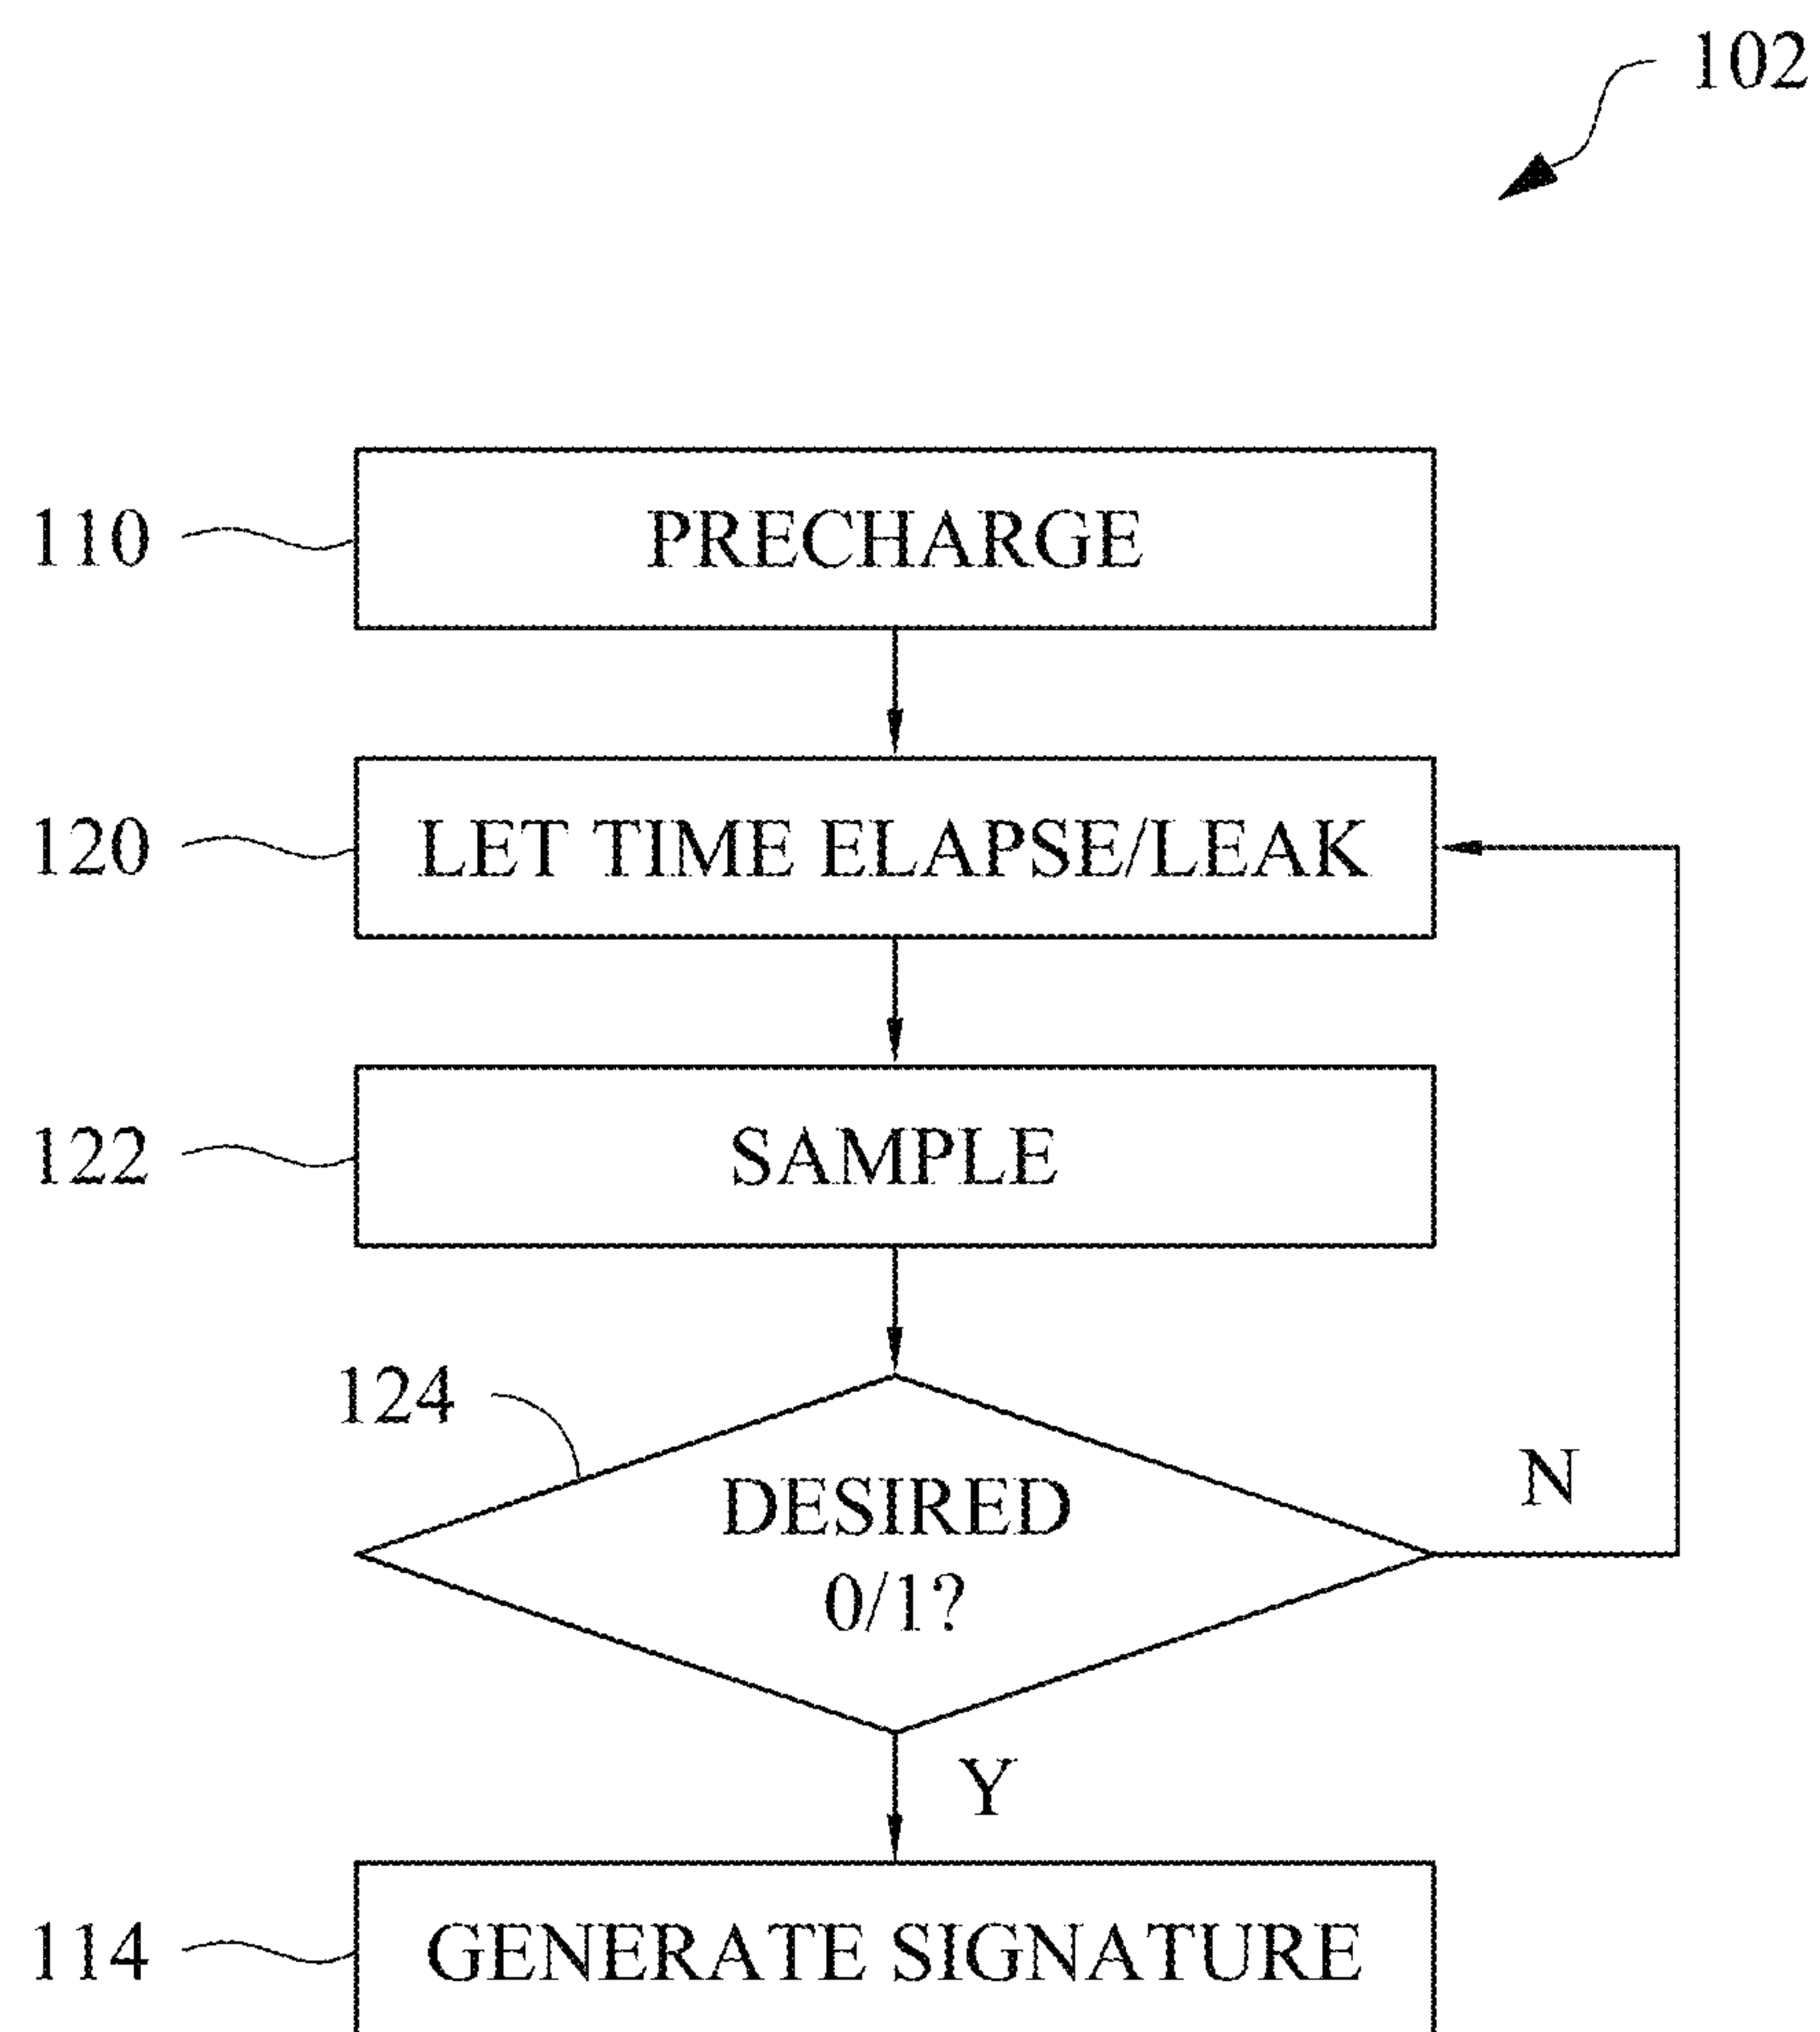 102
110
PRECHARGE
120
LET TIME ELAPSE/LEAK
122
SAMPLE
124
DESIRED
0/1?
N
Y
114
GENERATE SIGNATURE